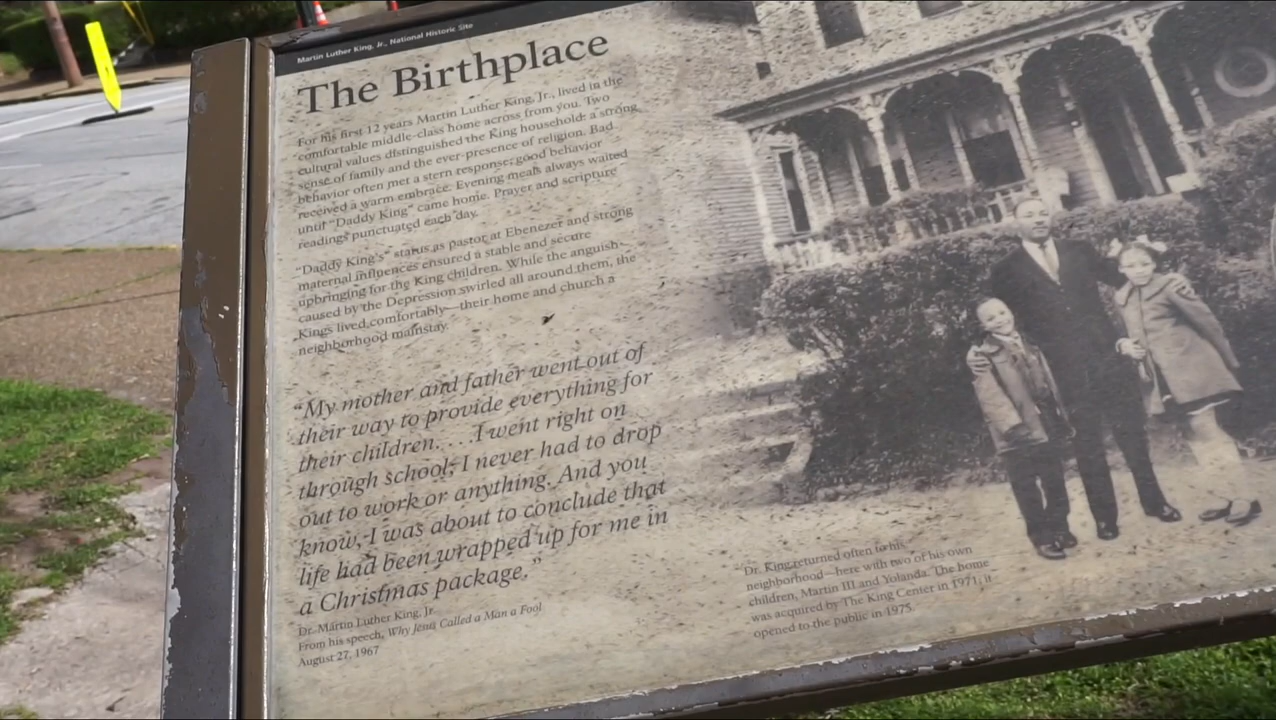 Martin Luther King, Jr., National Historic Site
The Birthplace
For his first 12 years Martin Luther King, Jr., lived in the
comfortable middle-class home across from you. Two
cultural values distinguished the King household: a strong
sense of family and the ever-presence of religion. Bad
behavior often met a stern response; good behavior
received a warm embrace. Evening meals always waited
until “Daddy King” came home. Prayer and scripture
readings punctuated each day.
“Daddy King’s” status as pastor at Ebenezer and strong
maternal influences ensured a stable and secure
upbringing for the King children. While the anguish
caused by the Depression swirled all around them, the
Kings lived comfortably—their home and church a
neighborhood mainstay.
“My mother and father went out of
their way to provide everything for
their children. . . . I went right on
through school; I never had to drop
out to work or anything. And you
know, I was about to conclude that
life had been wrapped up for me in
a Christmas package.”
Dr. Martin Luther King, Jr.
From his speech, Why Jesus Called a Man a Fool
August 27, 1967
Dr. King returned often to his
neighborhood—here with two of his own
children, Martin III and Yolanda. The home
was acquired by The King Center in 1971; it
opened to the public in 1975.